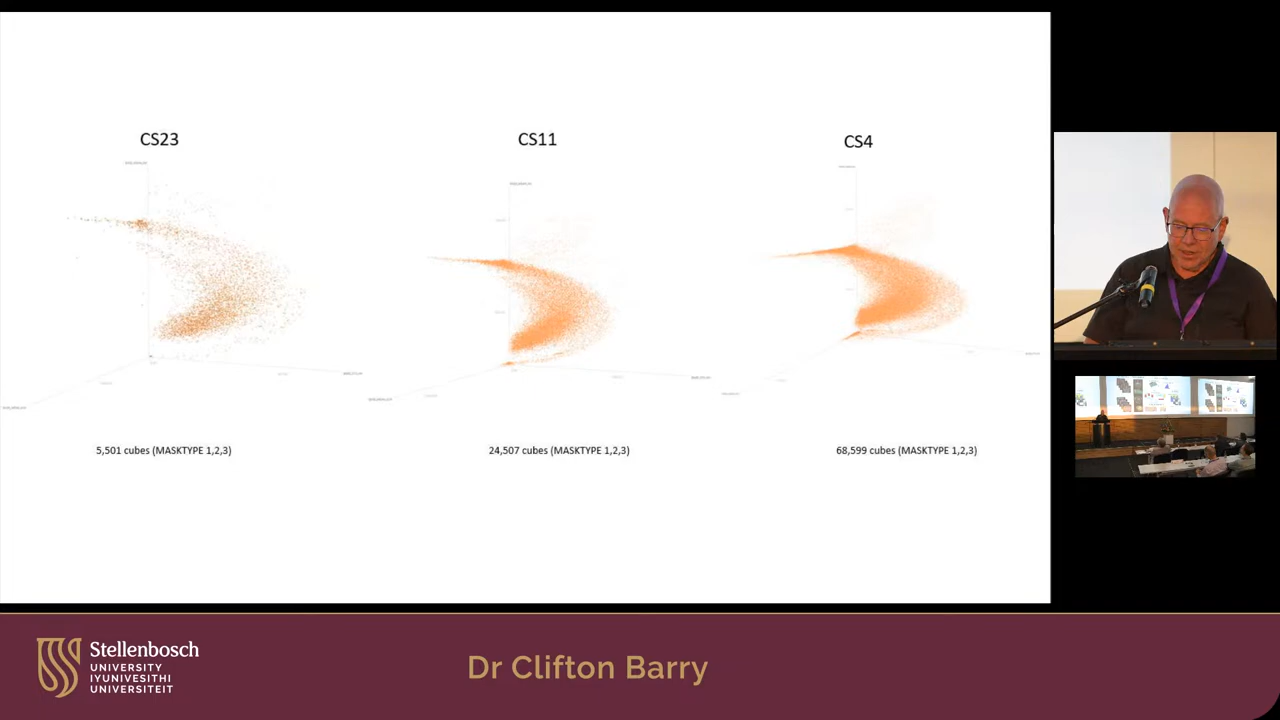 CS23
CS11
CS4
5,501 cubes (MASKTYPE 1,2,3)
24,507 cubes (MASKTYPE 1,2,3)
68,599 cubes (MASKTYPE 1,2,3)
Stellenbosch
UNIVERSITY
IYUNIVESITHI
UNIVERSITEIT
Dr Clifton Barry